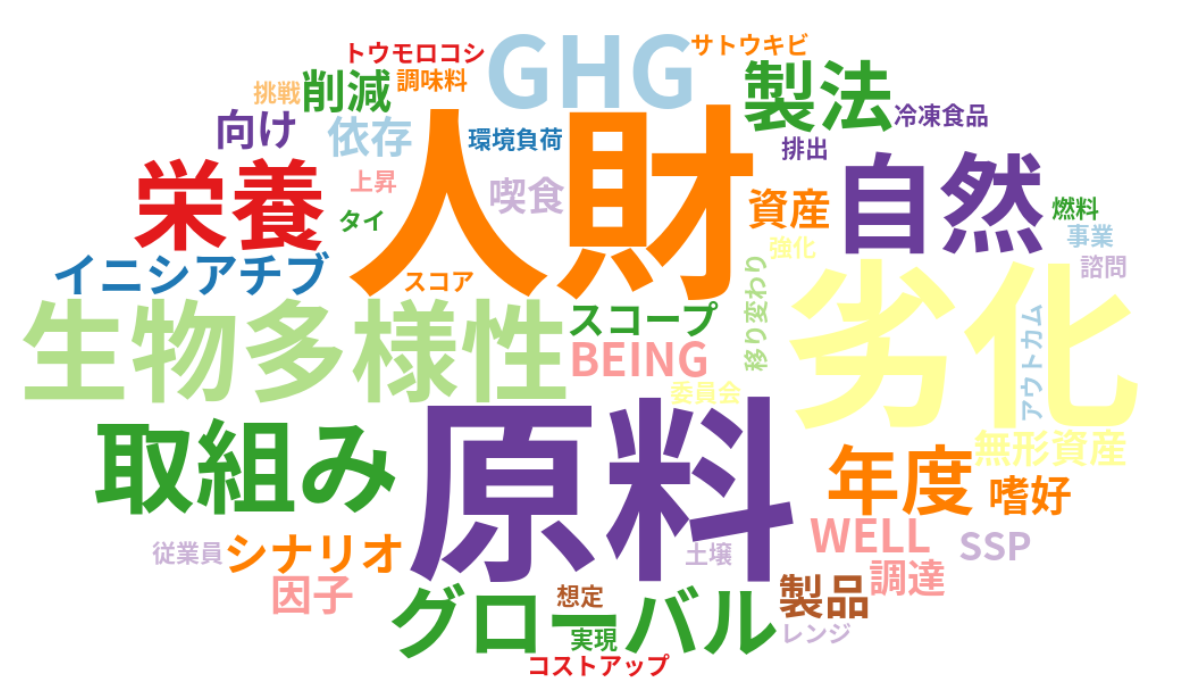 GHG
サトウキビ
トウモロコシ
調味料
挑戦
削減
製法
冷凍食品
向け
依存
環境負荷
排出
人財
栄養
上昇
喫食
資産
自然
燃料
タイ
事業
強化
諮問
イニシアチブ
スコア
移り変わり
劣化
生物多様性
スコープ
アウトカム
BEING
委員会
取組み
原料
年度
無形資産
嗜好
WELL
SSP
従業員
シナリオ
土壌
調達
因子
想定
製品
グローバル
実現
レンジ
コストアップ